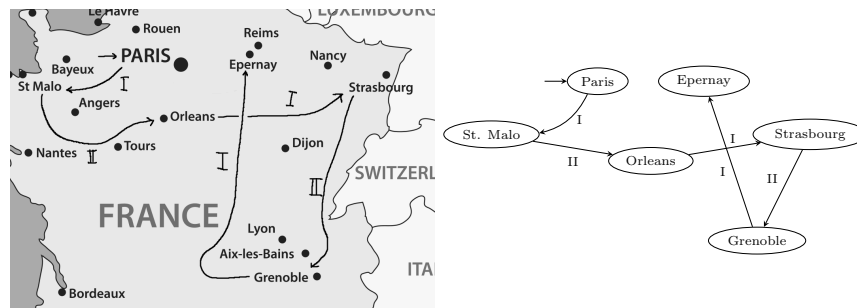 Le Havre
LUXEMBOURG
Rouen
Reims
PARIS
Nancy
Epernay
Bayeux
St Malo
I
Strasbourg
Angers
I
Orleans
Nantes
II
Tours
Dijon
I
II
SWITZERL
FRANCE
Lyon
Aix-les-Bains
ITA
Grenoble
Bordeaux
Paris
Epernay
I
St. Malo
Strasbourg
I
II
Orleans
I
II
Grenoble